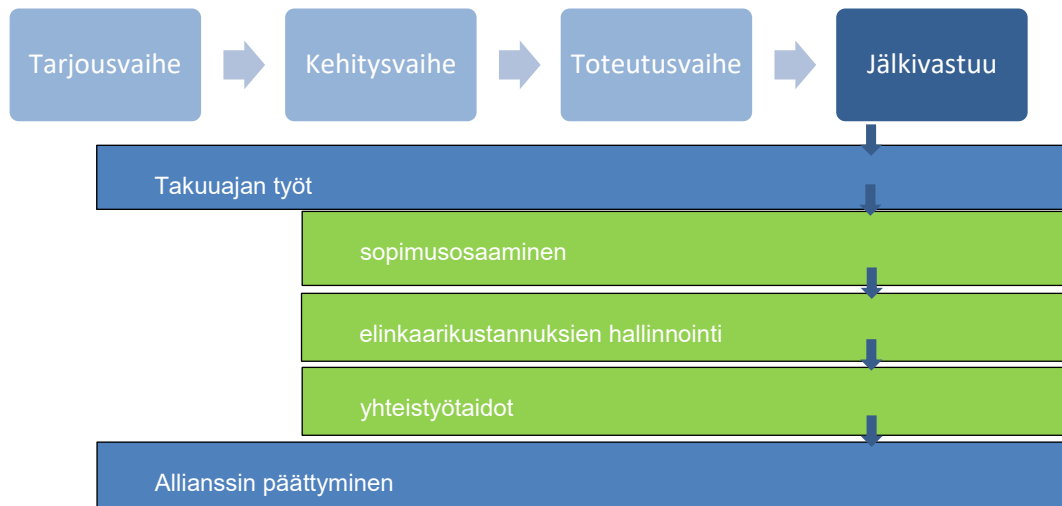 Tarjousvaihe
Kehitysvaihe
Toteutusvaihe
Jälkivastuu
Takuuajan työt
sopimusosaaminen
elinkaarikustannuksien hallinnointi
yhteistyötaidot
Allianssin päättyminen